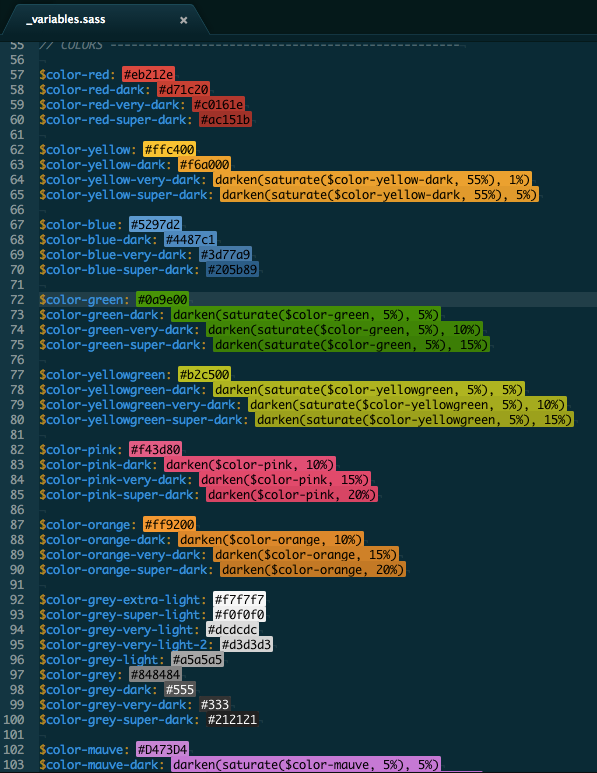 _variables.sass ×
55 // COLORS --------------------------------------------
56
57 $color-red: #eb212e
58 $color-red-dark: #d71c20
59 $color-red-very-dark: #c0161e
60 $color-red-super-dark: #ac151b
61
62 $color-yellow: #ffc400
63 $color-yellow-dark: #f6a000
64 $color-yellow-very-dark: darken(saturate($color-yellow-dark, 55%), 1%)
65 $color-yellow-super-dark: darken(saturate($color-yellow-dark, 55%), 5%)
66
67 $color-blue: #5297d2
68 $color-blue-dark: #4487c1
69 $color-blue-very-dark: #3d77a9
70 $color-blue-super-dark: #205b89
71
72 $color-green: #0a9e00
73 $color-green-dark: darken(saturate($color-green, 5%), 5%)
74 $color-green-very-dark: darken(saturate($color-green, 5%), 10%)
75 $color-green-super-dark: darken(saturate($color-green, 5%), 15%)
76
77 $color-yellowgreen: #b2c500
78 $color-yellowgreen-dark: darken(saturate($color-yellowgreen, 5%), 5%)
79 $color-yellowgreen-very-dark: darken(saturate($color-yellowgreen, 5%), 10%)
80 $color-yellowgreen-super-dark: darken(saturate($color-yellowgreen, 5%), 15%)
81
82 $color-pink: #f43d80
83 $color-pink-dark: darken($color-pink, 10%)
84 $color-pink-very-dark: darken($color-pink, 15%)
85 $color-pink-super-dark: darken($color-pink, 20%)
86
87 $color-orange: #ff9200
88 $color-orange-dark: darken($color-orange, 10%)
89 $color-orange-very-dark: darken($color-orange, 15%)
90 $color-orange-super-dark: darken($color-orange, 20%)
91
92 $color-grey-extra-light: #f7f7f7
93 $color-grey-super-light: #f0f0f0
94 $color-grey-very-light: #dcdcdc
95 $color-grey-very-light-2: #d3d3d3
96 $color-grey-light: #a5a5a5
97 $color-grey: #848484
98 $color-grey-dark: #555
99 $color-grey-very-dark: #333
100 $color-grey-super-dark: #212121
101
102 $color-mauve: #D473D4
103 $color-mauve-dark: darken(saturate($color-mauve, 5%), 5%)